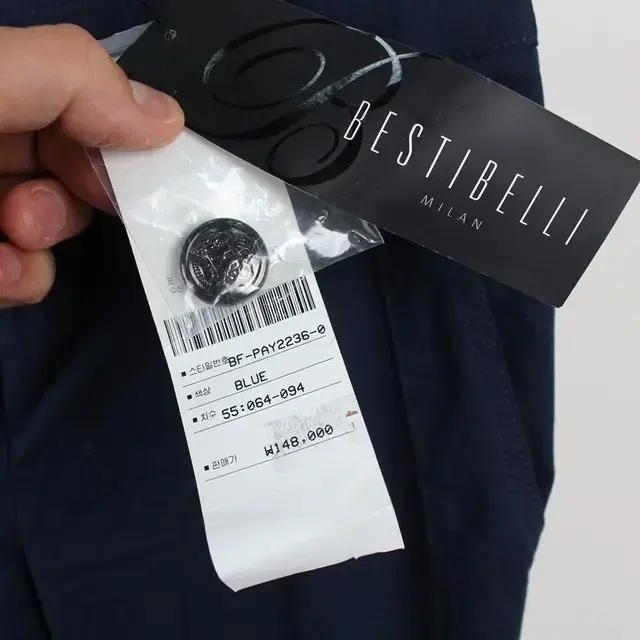 BESTIBELLI
MILAN
■ 스타일번호 BF-PAY2236-0
■ 색상 BLUE
■ 치수 55:064-094
■ 판매가 ₩148,000